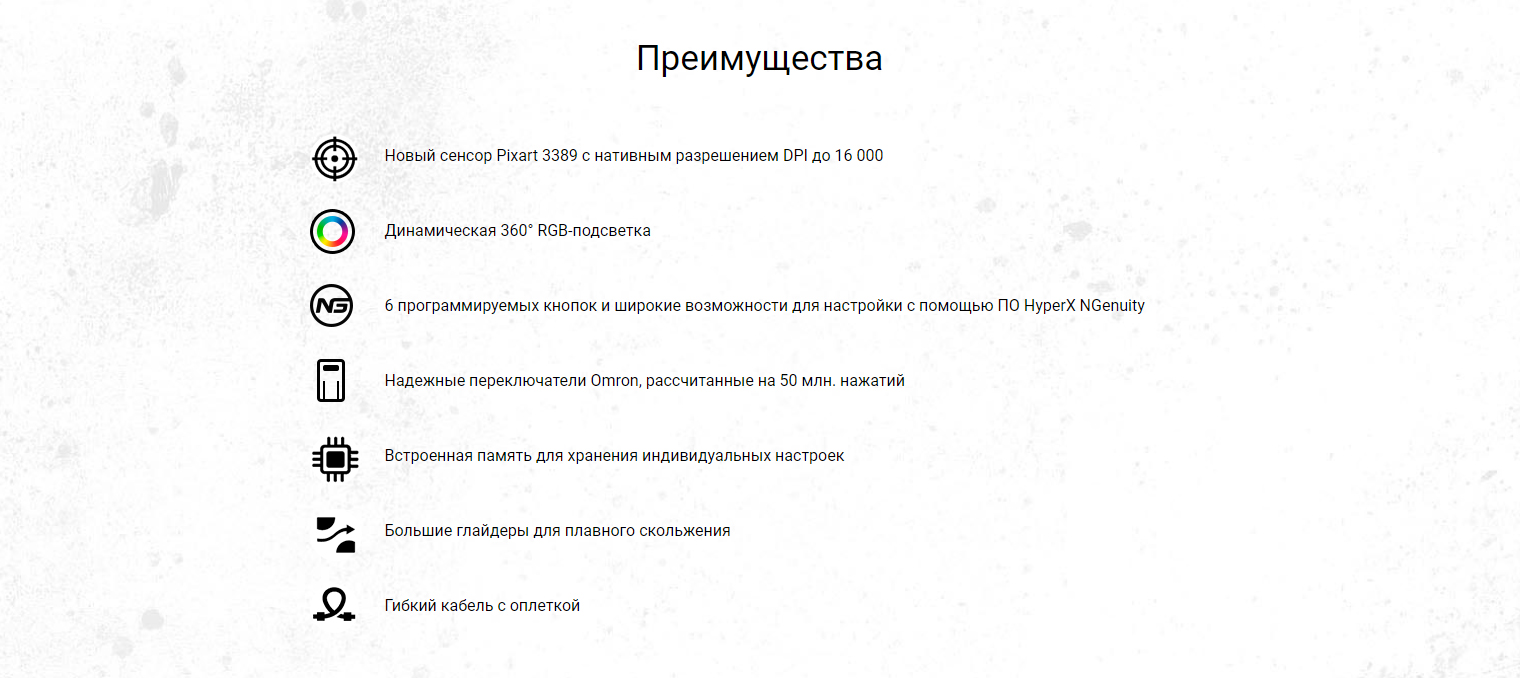 Преимущества
Новый сенсор Pixart 3389 с нативным разрешением DPI до 16 000
Динамическая 360° RGB-подсветка
NG
6 программируемых кнопок и широкие возможности для настройки с помощью ПО HyperX NGenuity
Надежные переключатели Omron, рассчитанные на 50 млн. нажатий
Встроенная память для хранения индивидуальных настроек
Большие глайдеры для плавного скольжения
Гибкий кабель с оплеткой